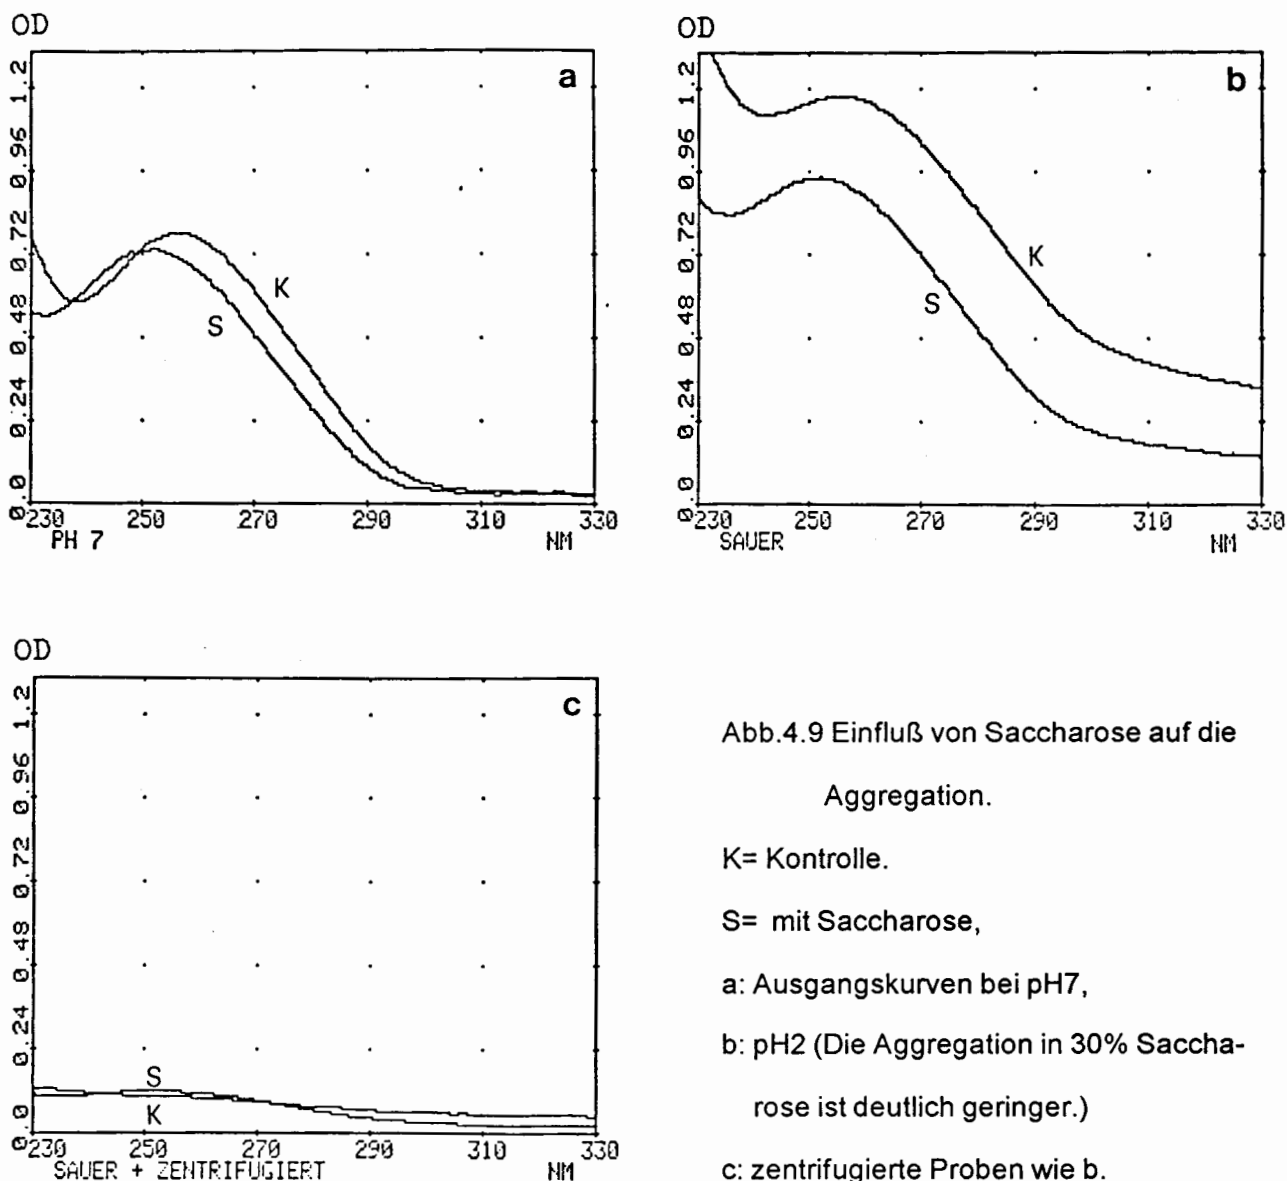 OD
a
1.2
0.96
0.72
0.48
0.24
0.0
K
S
230 250 270 290 310 330
PH 7 NM
OD
b
1.2
0.96
0.72
0.48
0.24
0.0
K
S
230 250 270 290 310 330
SAUER NM
OD
c
1.2
0.96
0.72
0.48
0.24
0.0
S
K
230 250 270 290 310 330
SAUER + ZENTRIFUGIERT NM
Abb.4.9 Einfluß von Saccharose auf die
Aggregation.
K= Kontrolle.
S= mit Saccharose,
a: Ausgangskurven bei pH7,
b: pH2 (Die Aggregation in 30% Saccha-
rose ist deutlich geringer.)
c: zentrifugierte Proben wie b.